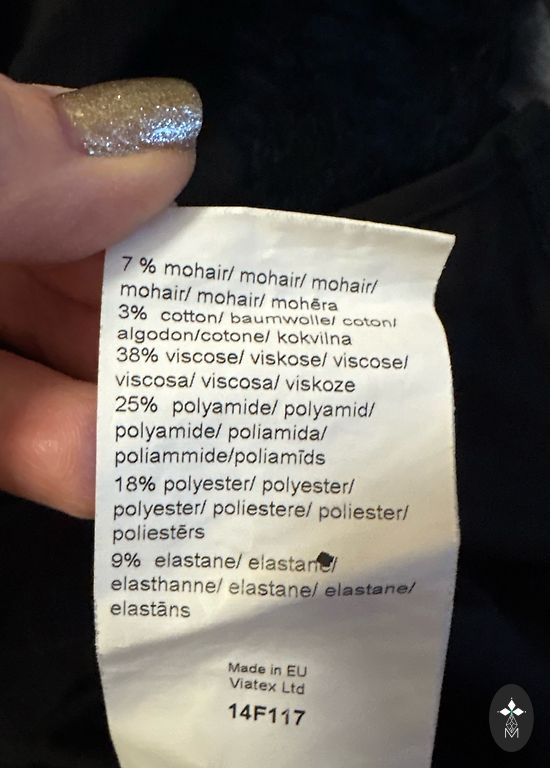 7 % mohair/ mohair/ mohair/
mohair/ mohair/ mohēra
3% cotton/ baumwolle/ coton/
algodon/cotone/ kokvilna
38% viscose/ viskose/ viscose/
viscosa/ viscosa/ viskoze
25% polyamide/ polyamid/
polyamide/ poliamida/
poliammide/poliamīds
18% polyester/ polyester/
polyester/ poliestere/ poliester/
poliestērs
9% elastane/ elastane/
elasthanne/ elastane/ elastane/
elastāns
Made in EU
Viatex Ltd
14F117
M